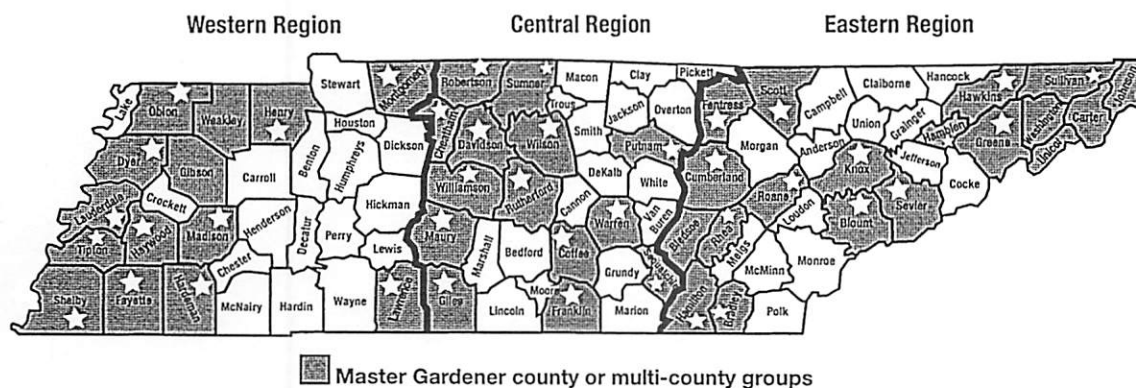 Western Region Central Region Eastern Region
Stewart Montgomery Robertson Sumner Macon Clay Pickett Fentress Scott Campbell Claiborne Hancock Hawkins Sullivan Johnson
Lake Obion Weakley Henry Houston Cheatham Davidson Wilson Trous Smith Jackson Overton Putnam Morgan Anderson Union Grainger Hamblen Greene Washington Unicoi Carter
Dyer Gibson Carroll Benton Humphreys Dickson Williamson Rutherford Cannon DeKalb White Cumberland Roane Knox Jefferson Sevier Cocke
Lauderdale Crockett Haywood Madison Henderson Decatur Perry Hickman Lewis Maury Marshall Bedford Coffee Warren Van Buren Bledsoe Rhea Meigs Loudon Blount
Tipton Chester Grundy McMinn Monroe
Shelby Fayette Hardeman McNairy Hardin Wayne Lawrence Giles Lincoln Moore Franklin Marion Hamilton Bradley Polk
Master Gardener county or multi-county groups